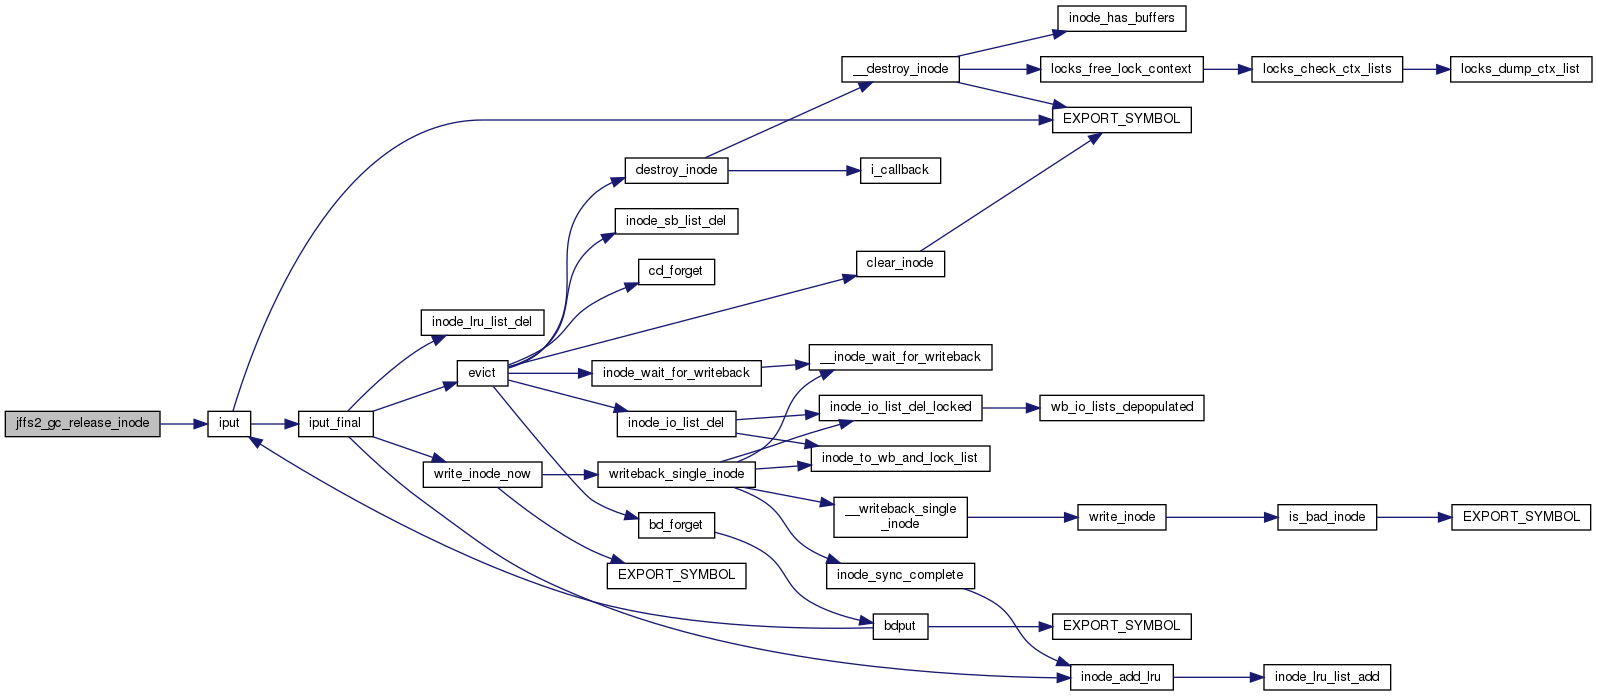 inode_has_buffers
__destroy_inode
locks_free_lock_context
locks_check_ctx_lists
locks_dump_ctx_list
EXPORT_SYMBOL
destroy_inode
i_callback
inode_sb_list_del
clear_inode
cd_forget
inode_lru_list_del
__inode_wait_for_writeback
evict
inode_wait_for_writeback
inode_io_list_del_locked
wb_io_lists_depopulated
jffs2_gc_release_inode
iput
iput_final
inode_io_list_del
inode_to_wb_and_lock_list
write_inode_now
writeback_single_inode
__writeback_single
_inode
write_inode
is_bad_inode
EXPORT_SYMBOL
bd_forget
EXPORT_SYMBOL
inode_sync_complete
bdput
EXPORT_SYMBOL
inode_add_lru
inode_lru_list_add